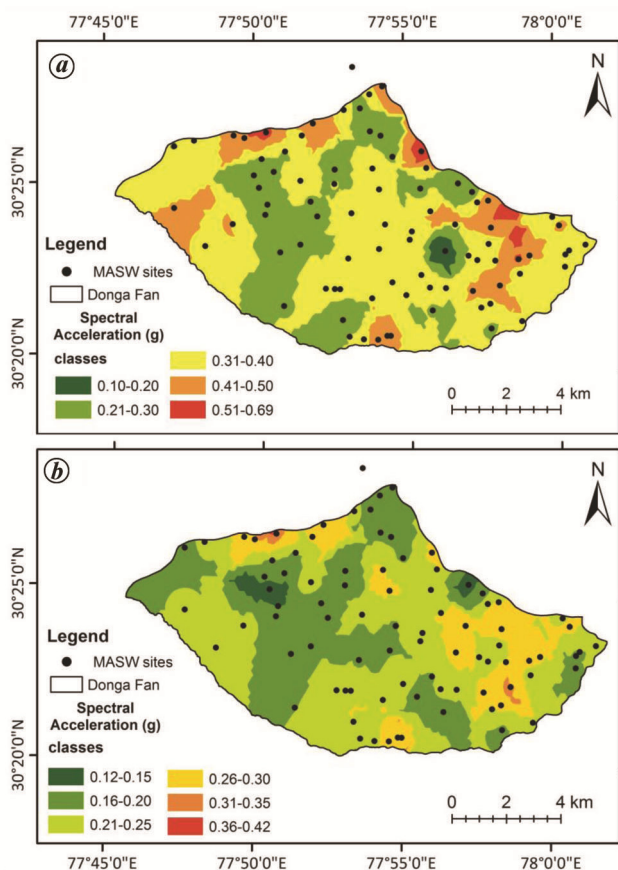 77°45'0"E 77°50'0"E 77°55'0"E 78°0'0"E
a
N
30°25'0"N
30°20'0"N
Legend
MASW sites
Donga Fan
Spectral
Acceleration (g)
classes
0.10-0.20
0.21-0.30
0.31-0.40
0.41-0.50
0.51-0.69
0 2 4 km
b
N
30°25'0"N
30°20'0"N
Legend
MASW sites
Donga Fan
Spectral
Acceleration (g)
classes
0.12-0.15
0.16-0.20
0.21-0.25
0.26-0.30
0.31-0.35
0.36-0.42
0 2 4 km
77°45'0"E 77°50'0"E 77°55'0"E 78°0'0"E